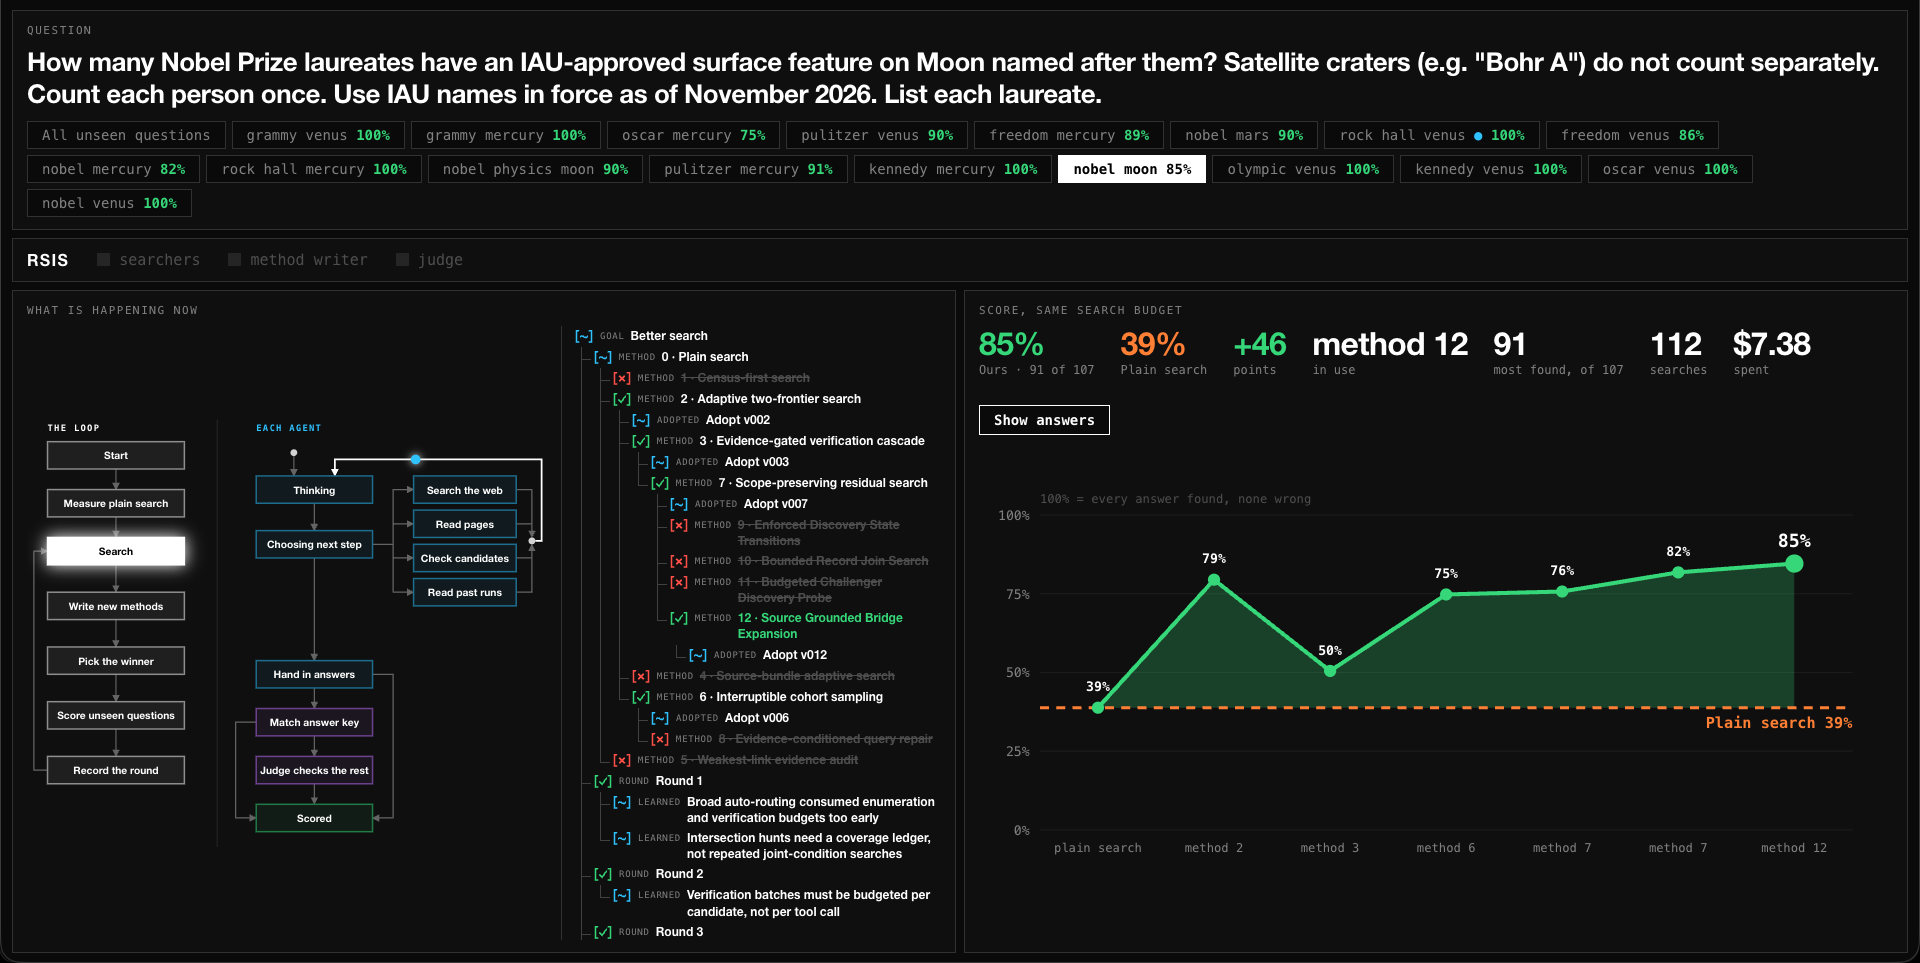 QUESTION
How many Nobel Prize laureates have an IAU-approved surface feature on Moon named after them? Satellite craters (e.g. "Bohr A") do not count separately.
Count each person once. Use IAU names in force as of November 2026. List each laureate.
All unseen questions
grammy venus 100%
grammy mercury 100%
oscar mercury 75%
pulitzer venus 90%
freedom mercury 89%
nobel mars 90%
rock hall venus 100%
freedom venus 86%
nobel mercury 82%
rock hall mercury 100%
nobel physics moon 90%
pulitzer mercury 91%
kennedy mercury 100%
nobel moon 85%
olympic venus 100%
kennedy venus 100%
oscar venus 100%
nobel venus 100%
RSIS
searchers
method writer
judge
WHAT IS HAPPENING NOW
THE LOOP
Start
Measure plain search
Search
Write new methods
Pick the winner
Score unseen questions
Record the round
EACH AGENT
Thinking
Choosing next step
Search the web
Read pages
Check candidates
Read past runs
Hand in answers
Match answer key
Judge checks the rest
Scored
[~] GOAL Better search
[~] METHOD 0 · Plain search
[×] METHOD 1 · Census-first search
[✓] METHOD 2 · Adaptive two-frontier search
[~] ADOPTED Adopt v002
[✓] METHOD 3 · Evidence-gated verification cascade
[~] ADOPTED Adopt v003
[✓] METHOD 7 · Scope-preserving residual search
[~] ADOPTED Adopt v007
[×] METHOD 9 · Enforced Discovery State
Transitions
[×] METHOD 10 · Bounded Record Join Search
[×] METHOD 11 · Budgeted Challenger
Discovery Probe
[✓] METHOD 12 · Source Grounded Bridge
Expansion
[~] ADOPTED Adopt v012
[×] METHOD 4 · Source-bundle adaptive search
[✓] METHOD 6 · Interruptible cohort sampling
[~] ADOPTED Adopt v006
[×] METHOD 8 · Evidence-conditioned query repair
[×] METHOD 5 · Weakest-link evidence audit
[✓] ROUND Round 1
[~] LEARNED Broad auto-routing consumed enumeration
and verification budgets too early
[~] LEARNED Intersection hunts need a coverage ledger,
not repeated joint-condition searches
[✓] ROUND Round 2
[~] LEARNED Verification batches must be budgeted per
candidate, not per tool call
[✓] ROUND Round 3
SCORE, SAME SEARCH BUDGET
85%
Ours · 91 of 107
39%
Plain search
+46
points
method 12
in use
91
most found, of 107
112
searches
$7.38
spent
Show answers
100% = every answer found, none wrong
100%
75%
50%
25%
0%
39%
79%
50%
75%
76%
82%
85%
Plain search 39%
plain search
method 2
method 3
method 6
method 7
method 7
method 12